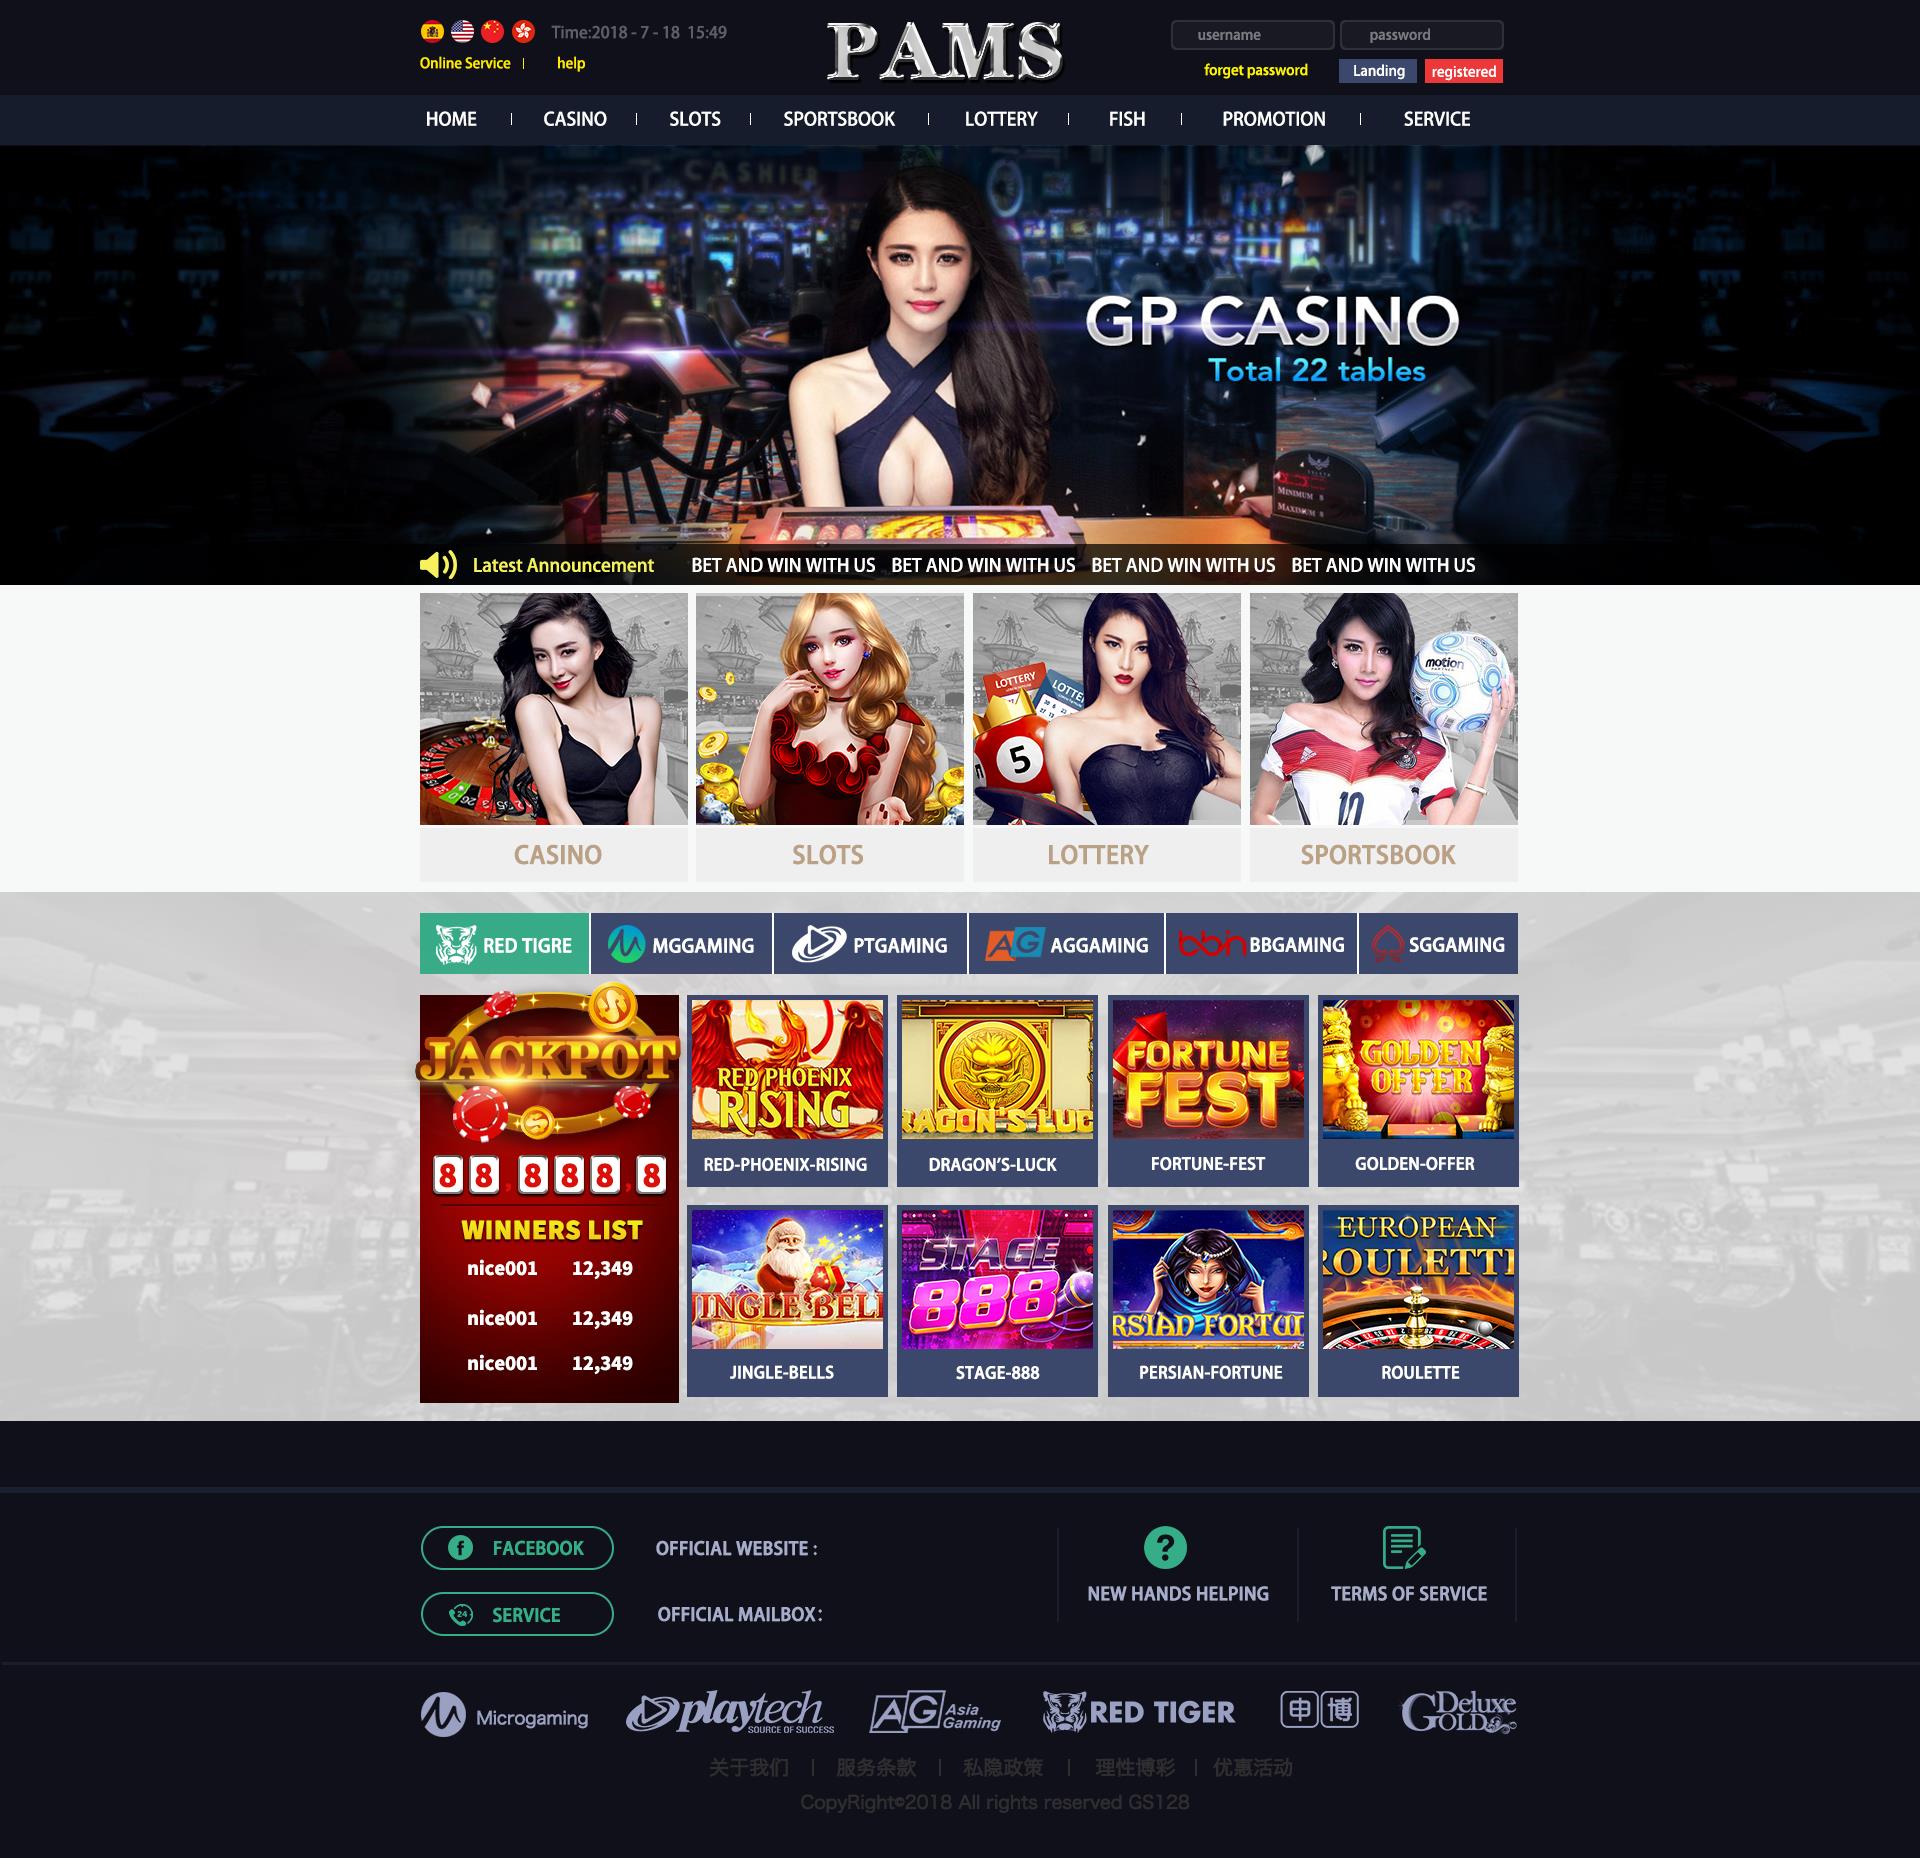 Time:2018 - 7 - 18 15:49
PAMS
username
password
Online Service
help
forget password
Landing
registered
HOME
CASINO
SLOTS
SPORTSBOOK
LOTTERY
FISH
PROMOTION
SERVICE
CASHIER
GP CASINO
Total 22 tables
MINIMUM 8
MAXIMUM 8
Latest Announcement
BET AND WIN WITH US BET AND WIN WITH US BET AND WIN WITH US BET AND WIN WITH US
LOTTERY
5
motion
10
CASINO
SLOTS
LOTTERY
SPORTSBOOK
RED TIGRE
MGGAMING
PTGAMING
AG AGGAMING
bbin BBGAMING
SGGAMING
JACKPOT
88,888,8
WINNERS LIST
nice001 12,349
nice001 12,349
nice001 12,349
RED PHOENIX
RISING
RED-PHOENIX-RISING
RAGON'S LUC
DRAGON'S-LUCK
FORTUNE
FEST
FORTUNE-FEST
GOLDEN
OFFER
GOLDEN-OFFER
JINGLE BELL
JINGLE-BELLS
STAGE
888
STAGE-888
RSIAN FORTUN
PERSIAN-FORTUNE
EUROPEAN
ROULETTE
ROULETTE
FACEBOOK
OFFICIAL WEBSITE :
NEW HANDS HELPING
TERMS OF SERVICE
24
SERVICE
OFFICIAL MAILBOX :
Microgaming
playtech
SOURCE OF SUCCESS
AG Asia
Gaming
RED TIGER
申博
GDeluxe
GOLD
关于我们 | 服务条款 | 私隐政策 | 理性博彩 | 优惠活动
CopyRight©2018 All rights reserved GS128